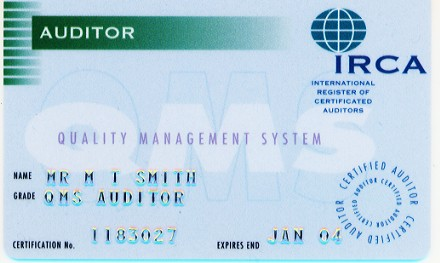 AUDITOR
IRCA
INTERNATIONAL
REGISTER OF
CERTIFICATED
AUDITORS
QMS
QUALITY MANAGEMENT SYSTEM
NAME MR M T SMITH
GRADE QMS AUDITOR
CERTIFICATION No. 1183027 EXPIRES END JAN 04
CERTIFIED AUDITOR CERTIFIED AUDITOR